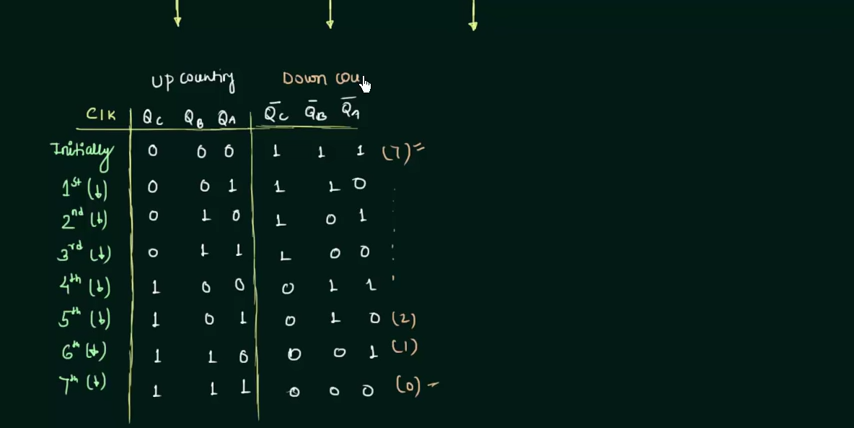 Up counting Down cou
Clk Qc QB QA Q̅c Q̅B Q̅A
Initially 0 0 0 1 1 1 (7) =
1st (↓) 0 0 1 1 1 0
2nd (↓) 0 1 0 1 0 1
3rd (↓) 0 1 1 1 0 0
4th (↓) 1 0 0 0 1 1
5th (↓) 1 0 1 0 1 0 (2)
6th (↓) 1 1 0 0 0 1 (1)
7th (↓) 1 1 1 0 0 0 (0) -